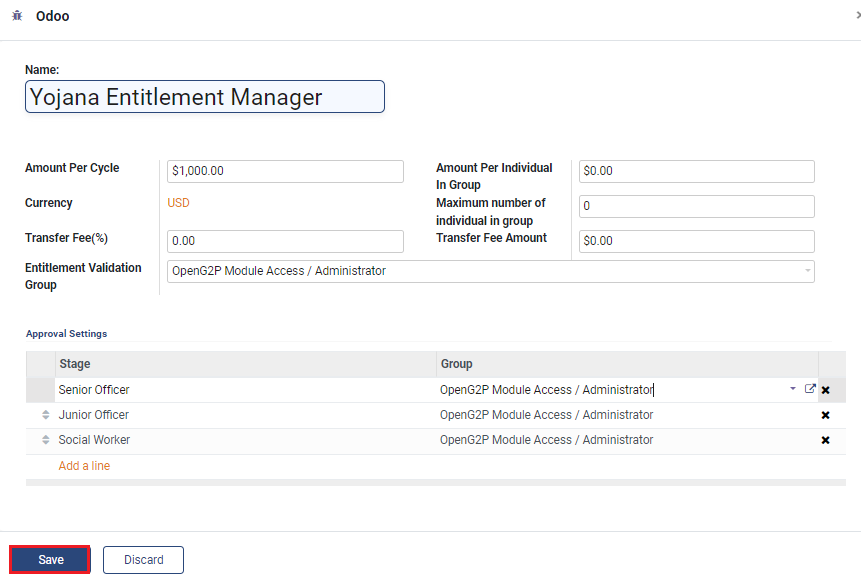 Odoo
Name:
Yojana Entitlement Manager
Amount Per Cycle
$1,000.00
Amount Per Individual
In Group
$0.00
Currency
USD
Maximum number of
individual in group
0
Transfer Fee(%)
0.00
Transfer Fee Amount
$0.00
Entitlement Validation
Group
OpenG2P Module Access / Administrator
Approval Settings
Stage Group
Senior Officer OpenG2P Module Access / Administrator
Junior Officer OpenG2P Module Access / Administrator
Social Worker OpenG2P Module Access / Administrator
Add a line
Save Discard